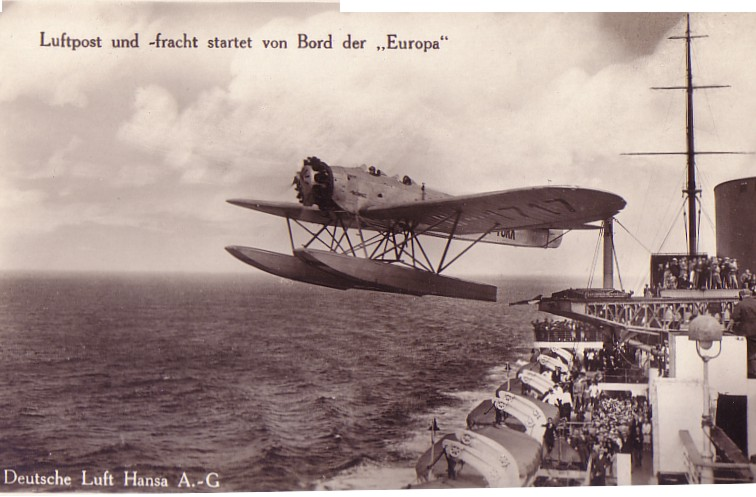 Luftpost und -fracht startet von Bord der „Europa“
Deutsche Luft Hansa A.-G